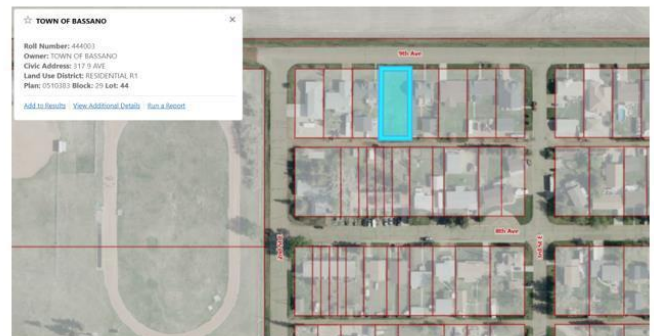 TOWN OF BASSANO
Roll Number: 444003
Owner: TOWN OF BASSANO
Civic Address: 317 9 AVE
Land Use District: RESIDENTIAL R1
Plan: 0510383 Block: 29 Lot: 44
Add to Results View Additional Details Run a Report
9th Ave
8th Ave